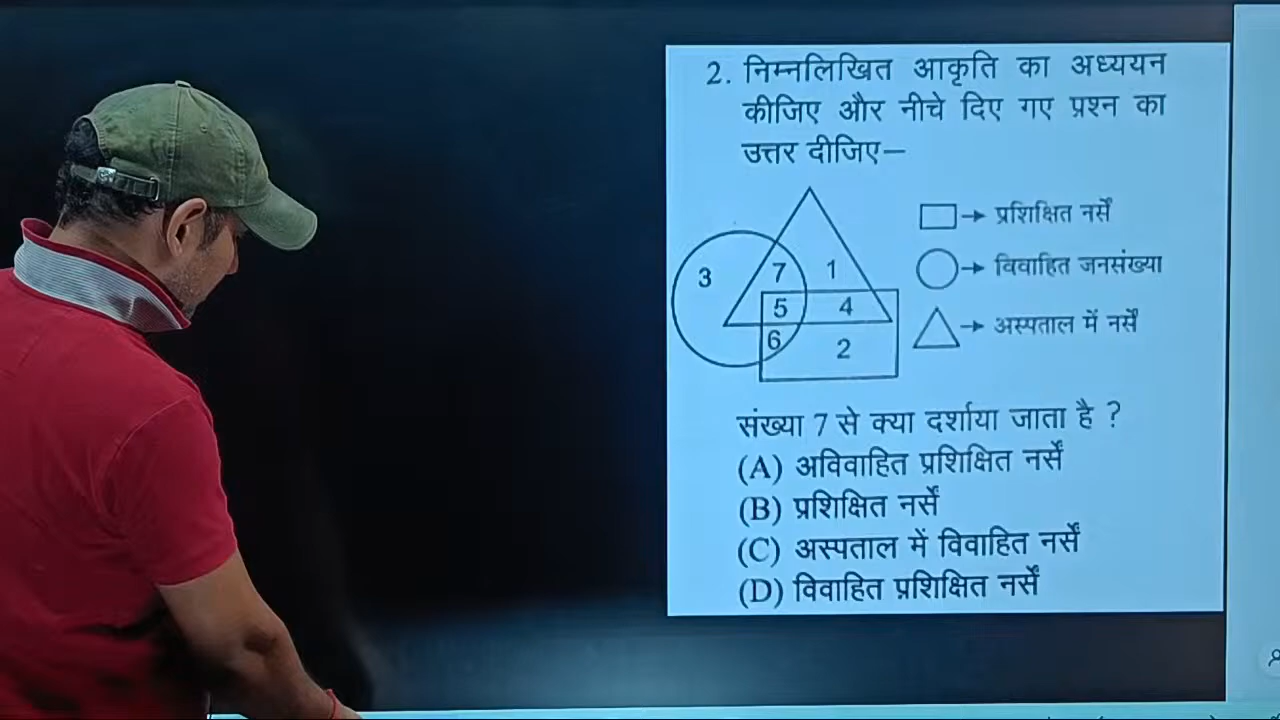 2. निम्नलिखित आकृति का अध्ययन
कीजिए और नीचे दिए गए प्रश्न का
उत्तर दीजिए—
→ प्रशिक्षित नर्सें
→ विवाहित जनसंख्या
→ अस्पताल में नर्सें
3 7 1
5 4
6 2
संख्या 7 से क्या दर्शाया जाता है ?
(A) अविवाहित प्रशिक्षित नर्सें
(B) प्रशिक्षित नर्सें
(C) अस्पताल में विवाहित नर्सें
(D) विवाहित प्रशिक्षित नर्सें